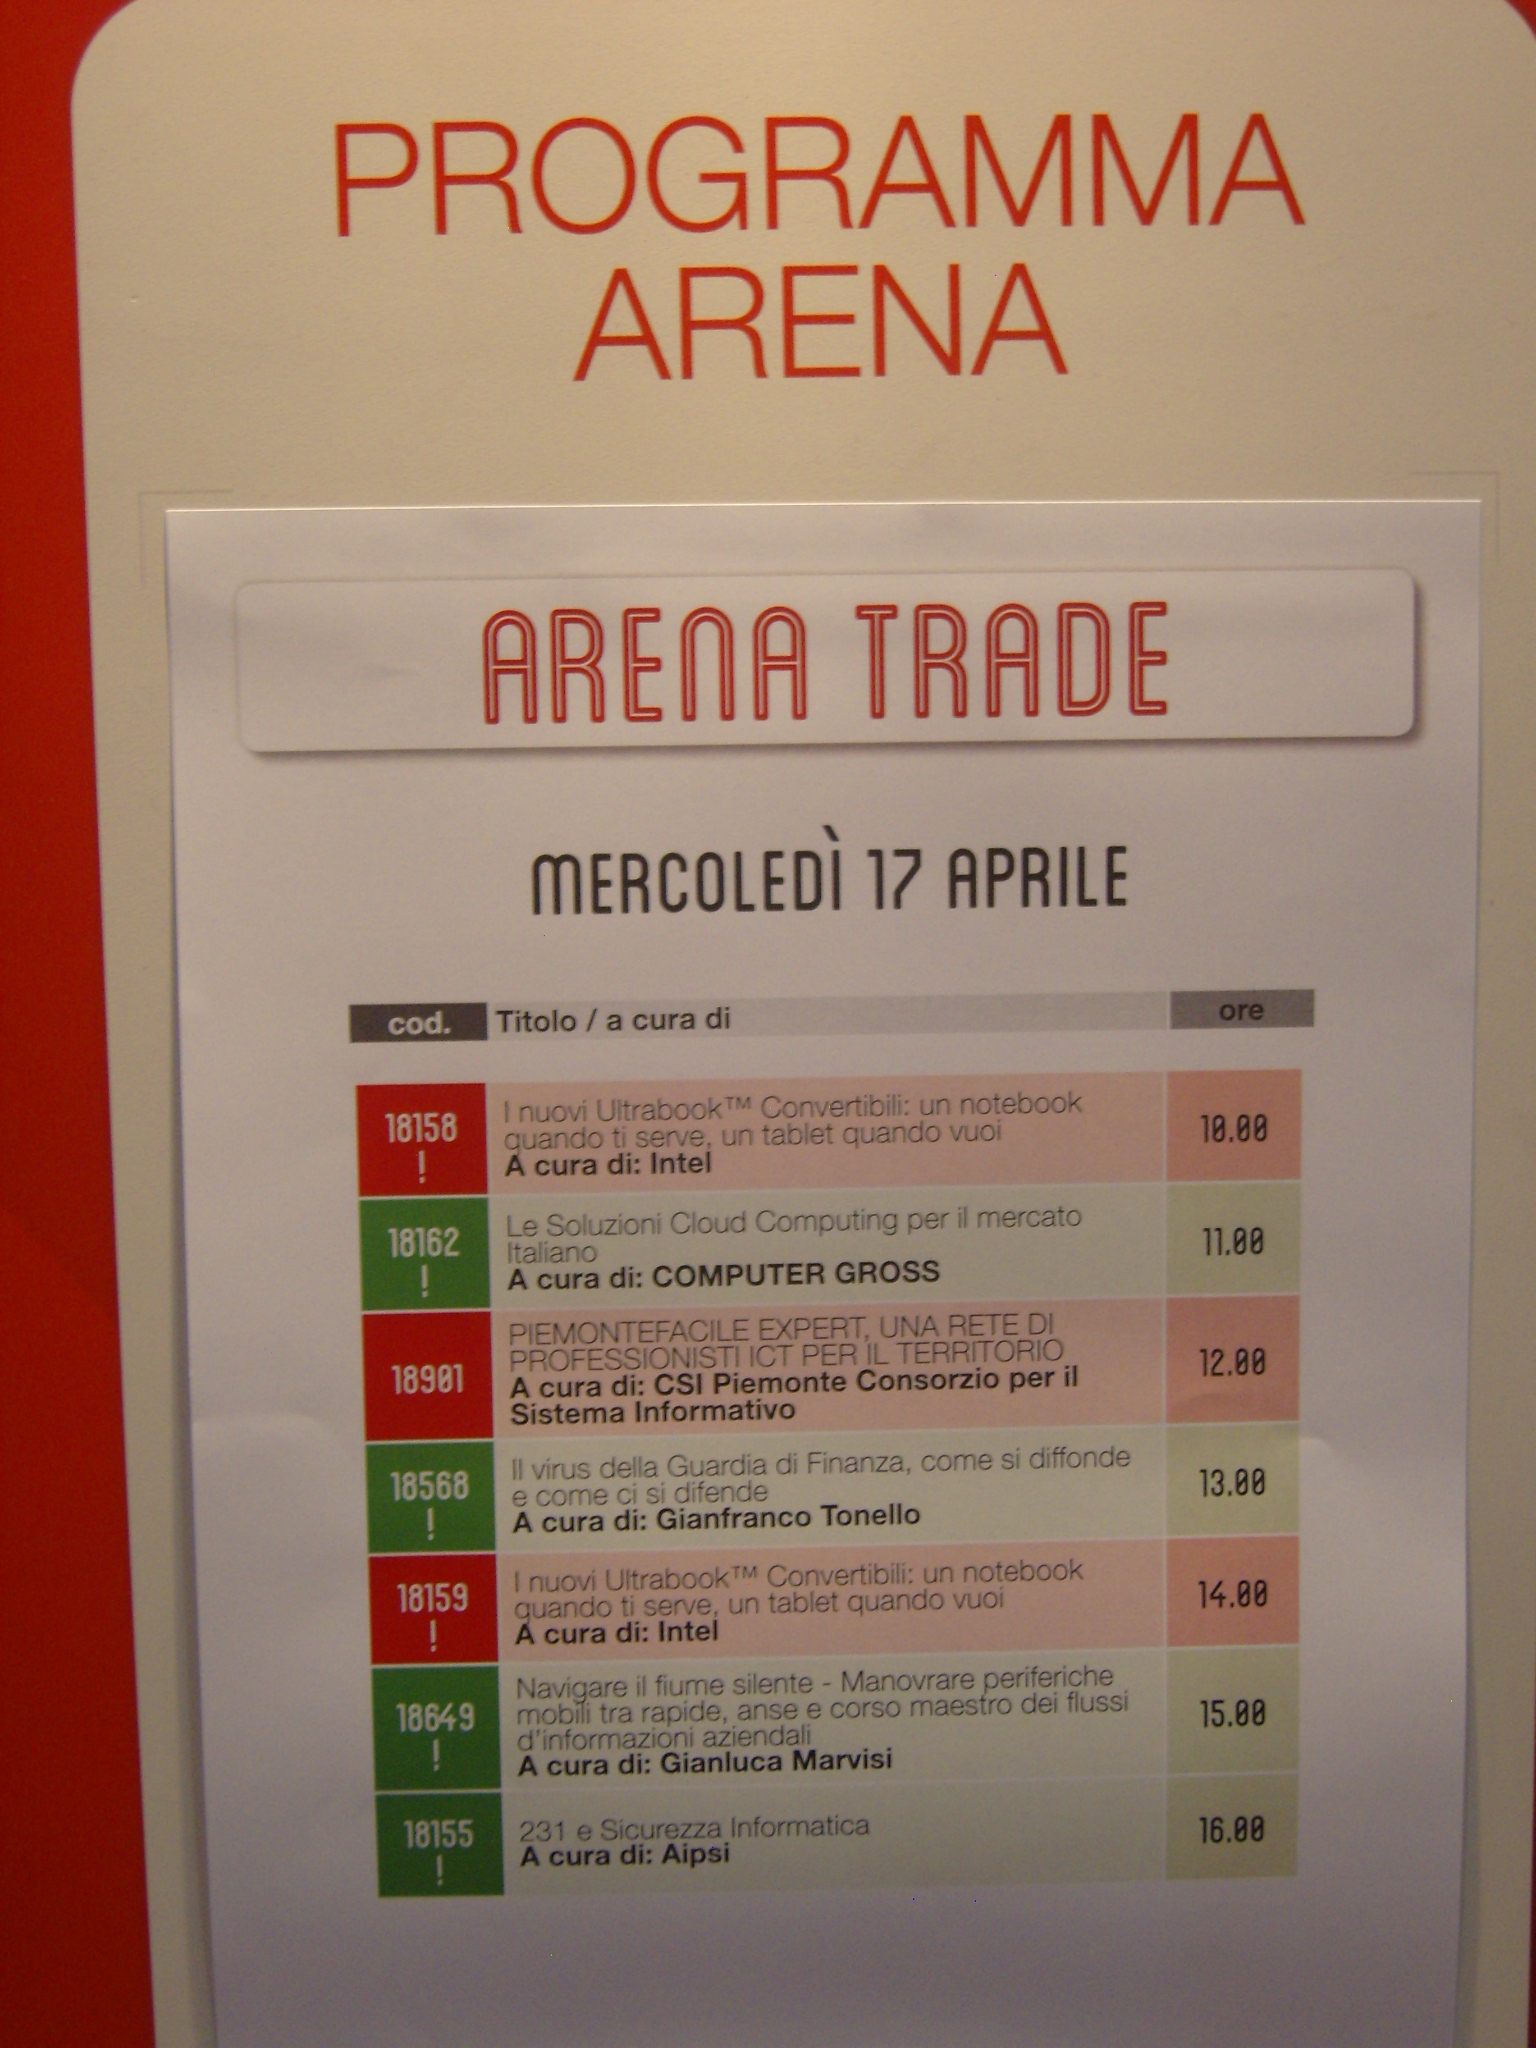 PROGRAMMA
ARENA
ARENA TRADE
MERCOLEDÌ 17 APRILE
cod. Titolo / a cura di ore
18158 ! I nuovi Ultrabook™ Convertibili: un notebook
quando ti serve, un tablet quando vuoi
A cura di: Intel
10.00
18162 ! Le Soluzioni Cloud Computing per il mercato
Italiano
A cura di: COMPUTER GROSS
11.00
18901 PIEMONTEFACILE EXPERT, UNA RETE DI
PROFESSIONISTI ICT PER IL TERRITORIO
A cura di: CSI Piemonte Consorzio per il
Sistema Informativo
12.00
18568 ! Il virus della Guardia di Finanza, come si diffonde
e come ci si difende
A cura di: Gianfranco Tonello
13.00
18159 ! I nuovi Ultrabook™ Convertibili: un notebook
quando ti serve, un tablet quando vuoi
A cura di: Intel
14.00
18649 ! Navigare il fiume silente - Manovrare periferiche
mobili tra rapide, anse e corso maestro dei flussi
d'informazioni aziendali
A cura di: Gianluca Marvisi
15.00
18155 ! 231 e Sicurezza Informatica
A cura di: Aipsi
16.00